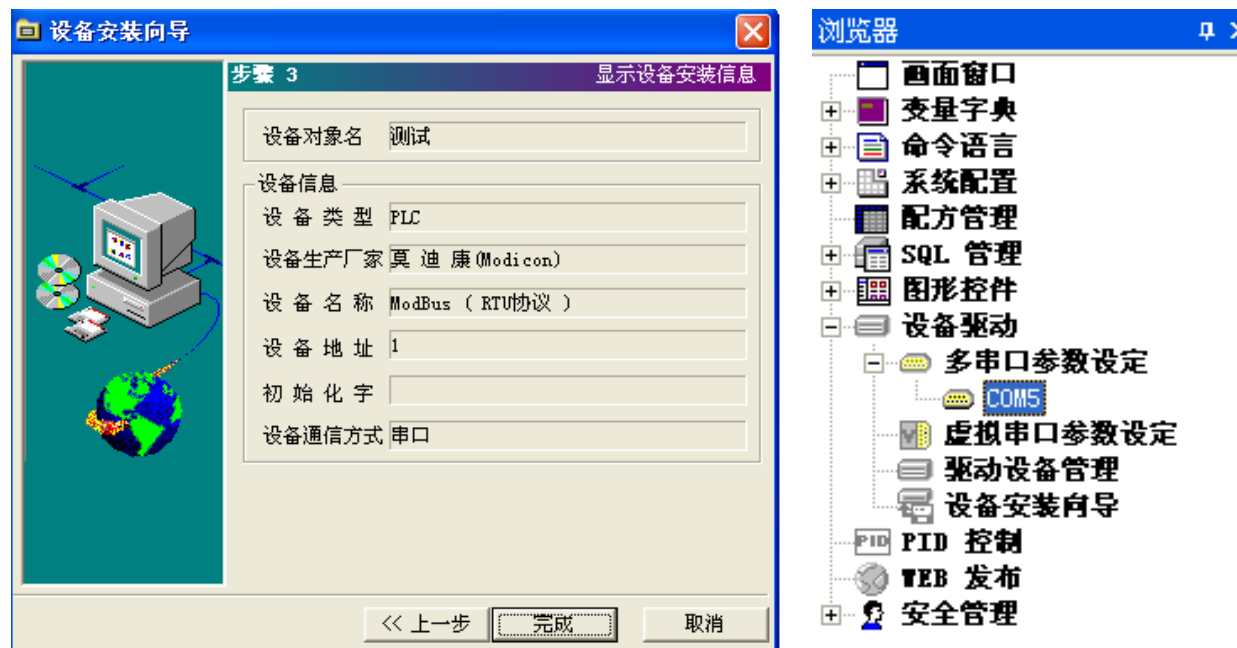 设备安装向导
步骤 3 显示设备安装信息
设备对象名 测试
设备信息
设 备 类 型 PLC
设备生产厂家 莫 迪 康(Modicon)
设 备 名 称 ModBus ( RTU协议 )
设 备 地 址 1
初 始 化 字
设备通信方式 串口
<< 上一步 完成 取消
浏览器
画面窗口
变量字典
命令语言
系统配置
配方管理
SQL 管理
图形控件
设备驱动
多串口参数设定
COM5
虚拟串口参数设定
驱动设备管理
设备安装向导
PID PID 控制
WEB 发布
安全管理